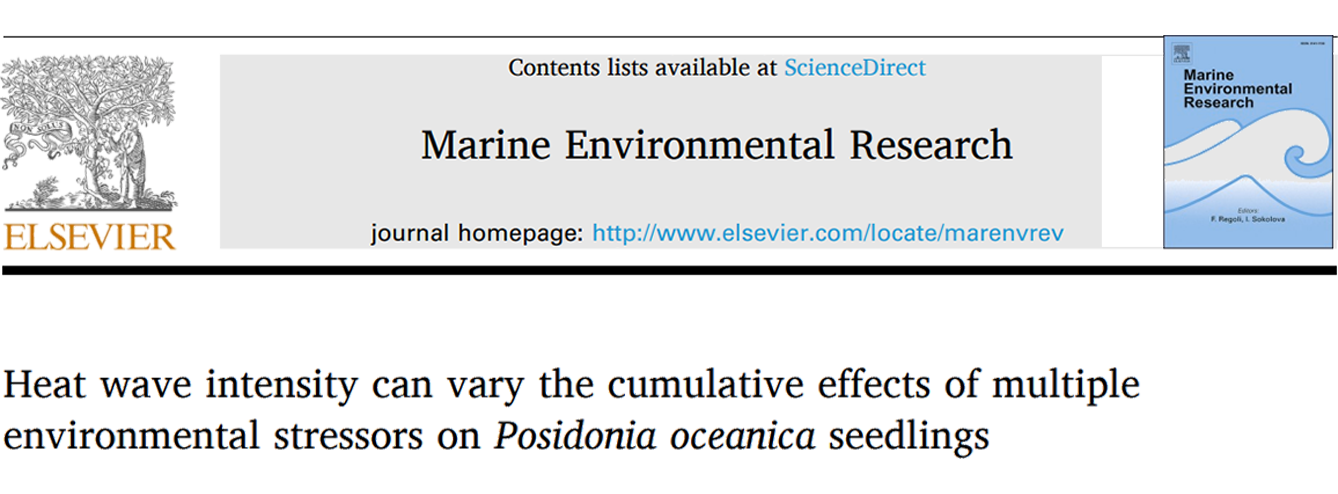 Contents lists available at ScienceDirect
Marine Environmental Research
journal homepage: http://www.elsevier.com/locate/marenvrev
NON SOLUS
ELSEVIER
Marine
Environmental
Research
Editors
F. Regoli, I. Sokolova
Heat wave intensity can vary the cumulative effects of multiple
environmental stressors on Posidonia oceanica seedlings